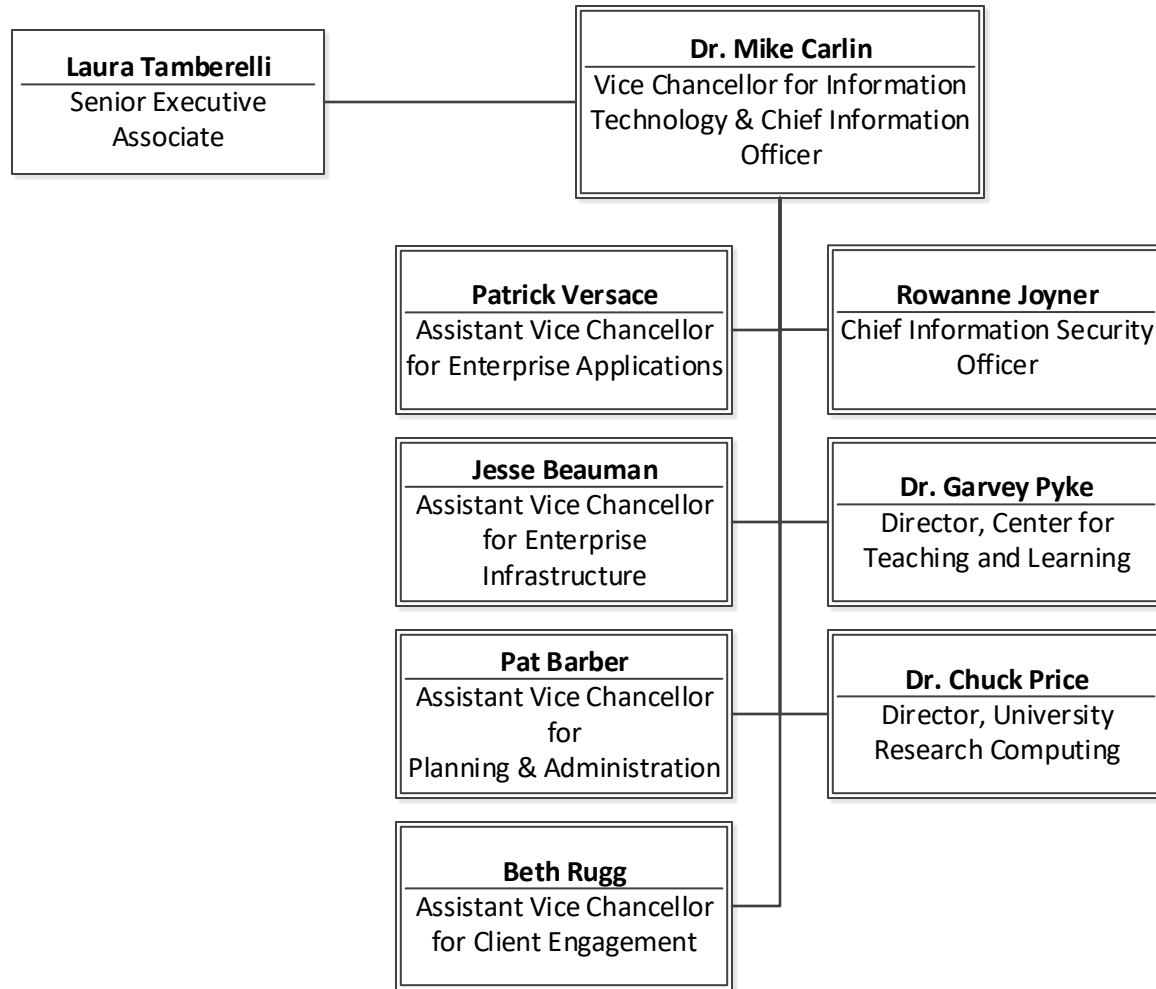 Laura Tamberelli
Senior Executive
Associate
Dr. Mike Carlin
Vice Chancellor for Information
Technology & Chief Information
Officer
Patrick Versace
Assistant Vice Chancellor
for Enterprise Applications
Rowanne Joyner
Chief Information Security
Officer
Jesse Beauman
Assistant Vice Chancellor
for Enterprise
Infrastructure
Dr. Garvey Pyke
Director, Center for
Teaching and Learning
Pat Barber
Assistant Vice Chancellor
for
Planning & Administration
Dr. Chuck Price
Director, University
Research Computing
Beth Rugg
Assistant Vice Chancellor
for Client Engagement